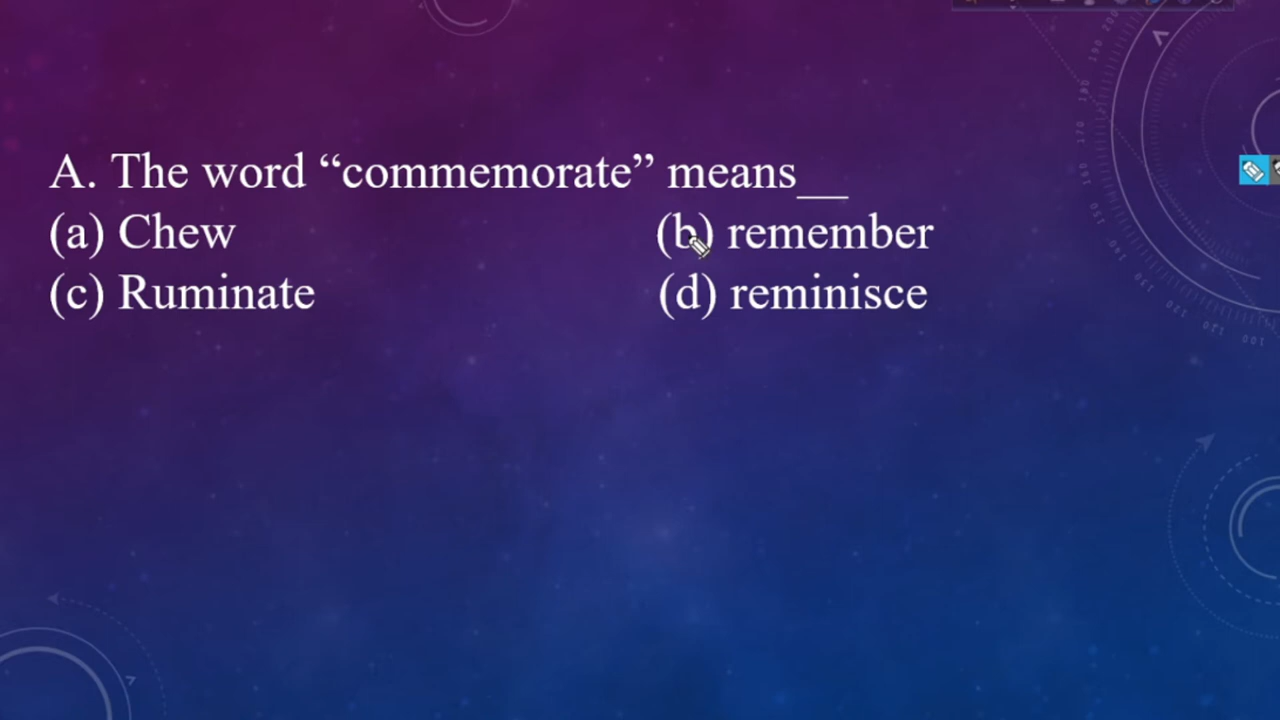 A. The word “commemorate” means__
(a) Chew (b) remember
(c) Ruminate (d) reminisce